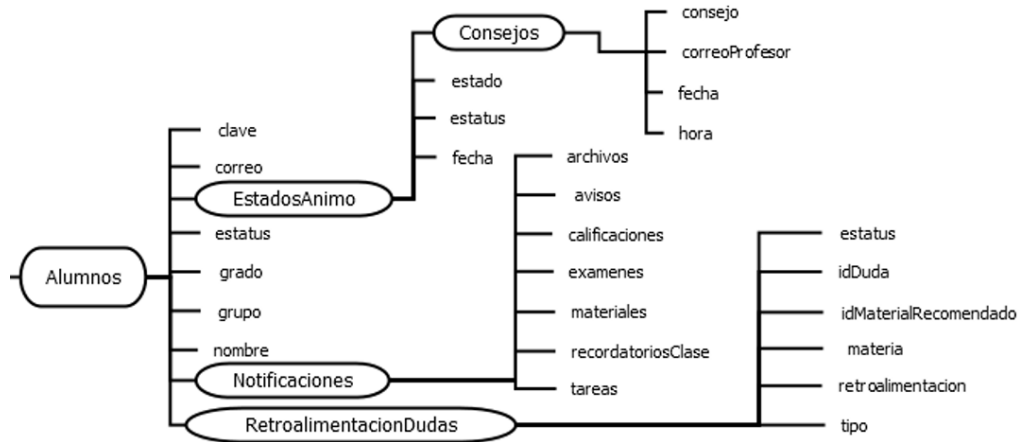 Consejos
consejo
correoProfesor
fecha
hora
estado
estatus
fecha
clave
correo
EstadosAnimo
estatus
grado
grupo
nombre
Alumnos
Notificaciones
RetroalimentacionDudas
archivos
avisos
calificaciones
examenes
materiales
recordatoriosClase
tareas
estatus
idDuda
idMaterialRecomendado
materia
retroalimentacion
tipo